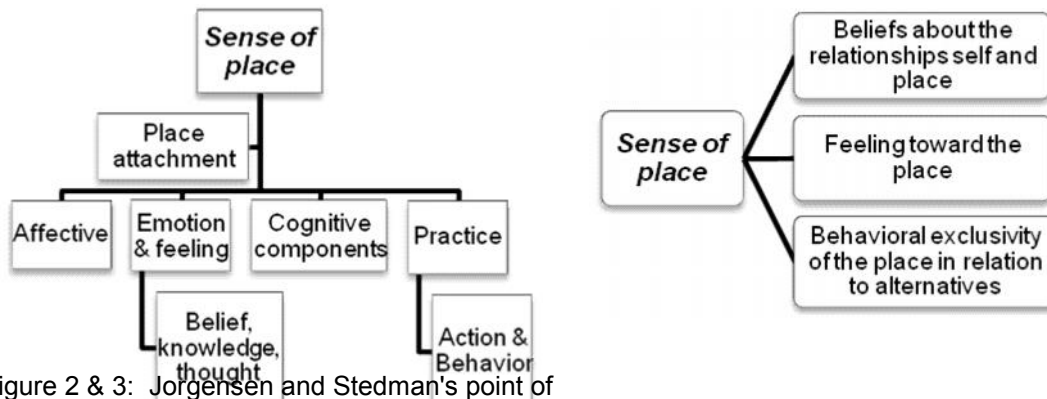 Sense of
place
Place
attachment
Affective
Emotion
& feeling
Cognitive
components
Practice
Belief,
knowledge,
thought
Action &
Behavior
Sense of
place
Beliefs about the
relationships self and
place
Feeling toward the
place
Behavioral exclusivity
of the place in relation
to alternatives
igure 2 & 3: Jorgensen and Stedman's point of